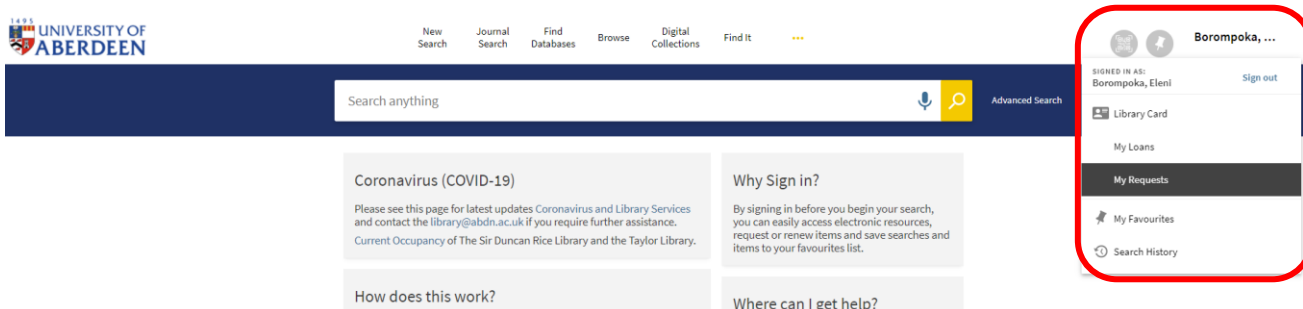 1495
UNIVERSITY OF
ABERDEEN
New
Search
Journal
Search
Find
Databases
Browse
Digital
Collections
Find It
Borompoka, ...
SIGNED IN AS:
Borompoka, Eleni
Sign out
Search anything
Advanced Search
Library Card
My Loans
My Requests
My Favourites
Search History
Coronavirus (COVID-19)
Please see this page for latest updates Coronavirus and Library Services
and contact the library@abdn.ac.uk if you require further assistance.
Current Occupancy of The Sir Duncan Rice Library and the Taylor Library.
Why Sign in?
By signing in before you begin your search,
you can easily access electronic resources,
request or renew items and save searches and
items to your favourites list.
How does this work?
Where can I get help?